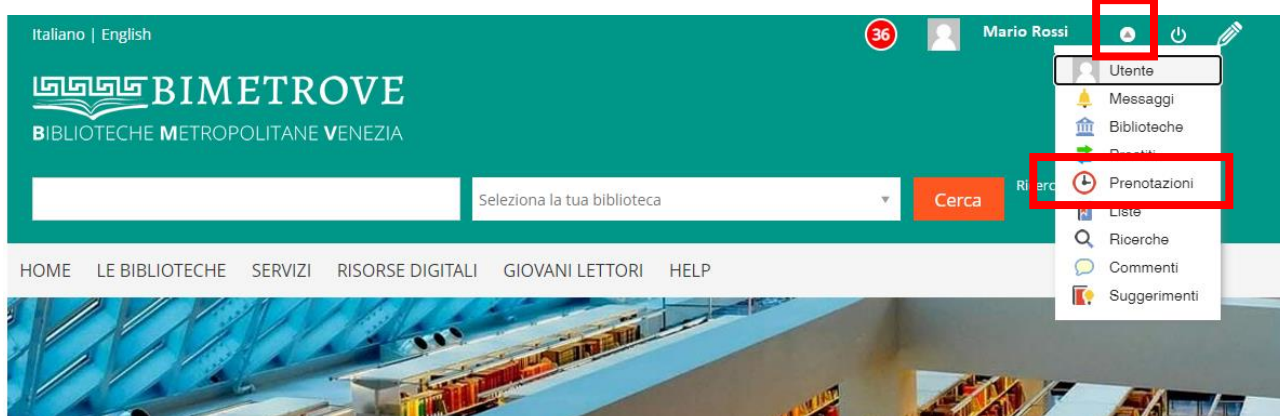 Italiano | English
36
Mario Rossi
BIMETROVE
BIBLIOTECHE METROPOLITANE VENEZIA
Seleziona la tua biblioteca
Cerca
HOME LE BIBLIOTECHE SERVIZI RISORSE DIGITALI GIOVANI LETTORI HELP
Utente
Messaggi
Biblioteche
Prestiti
Prenotazioni
Liste
Ricerche
Commenti
Suggerimenti